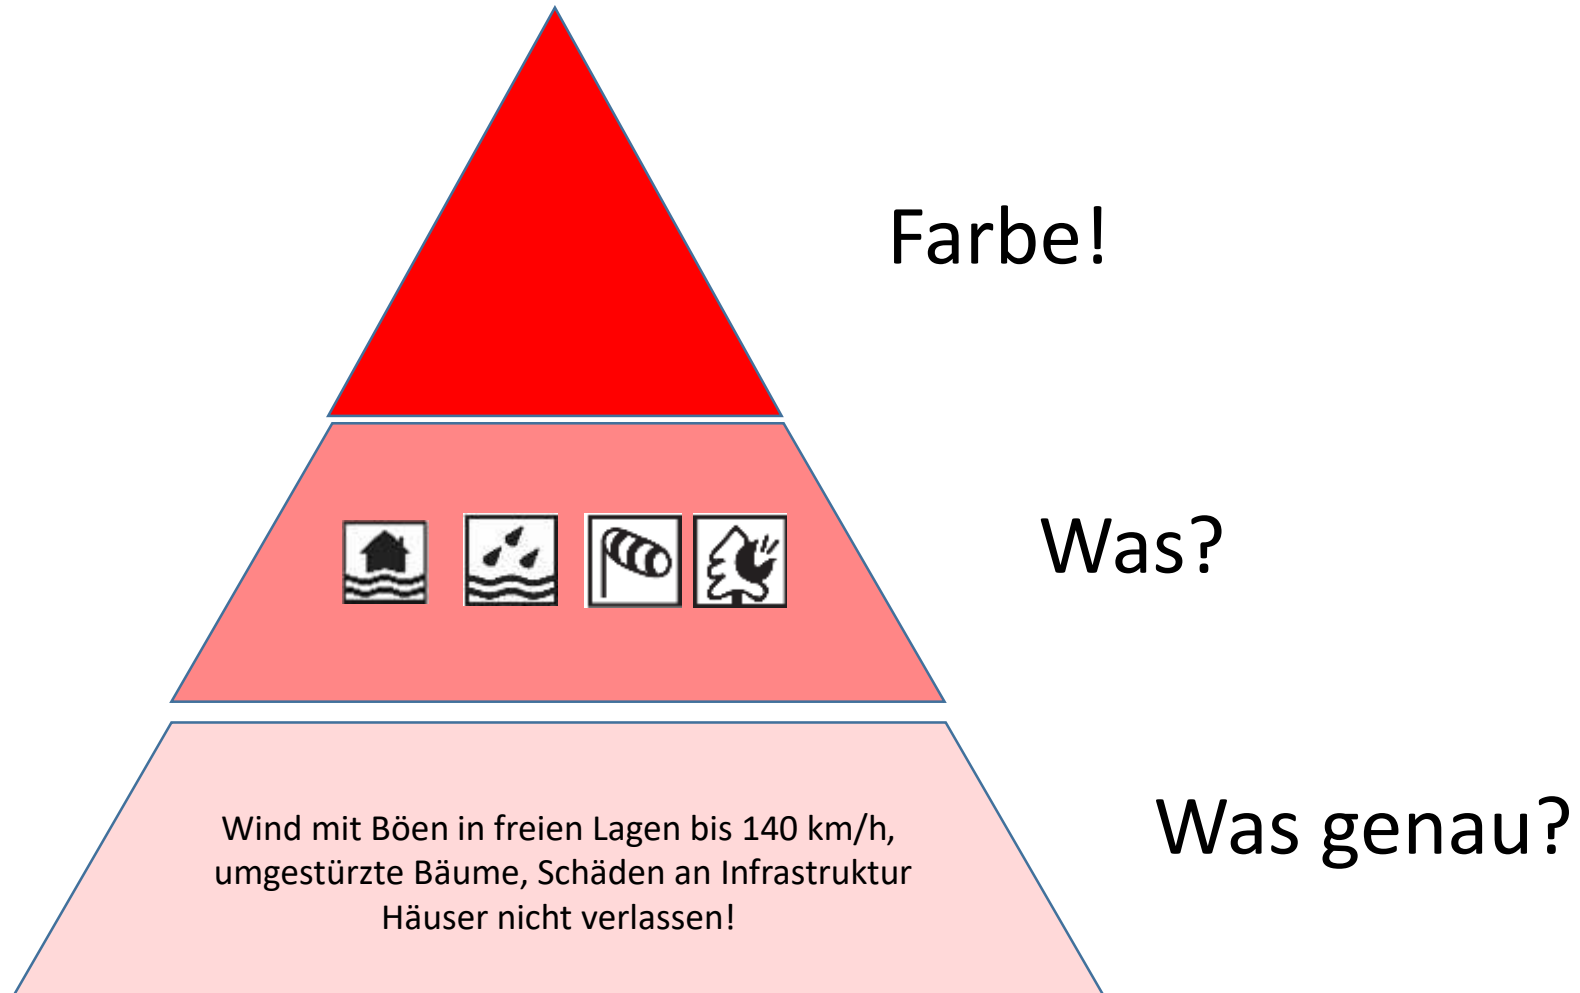 Farbe!
Was?
Wind mit Böen in freien Lagen bis 140 km/h,
umgestürzte Bäume, Schäden an Infrastruktur
Häuser nicht verlassen!
Was genau?